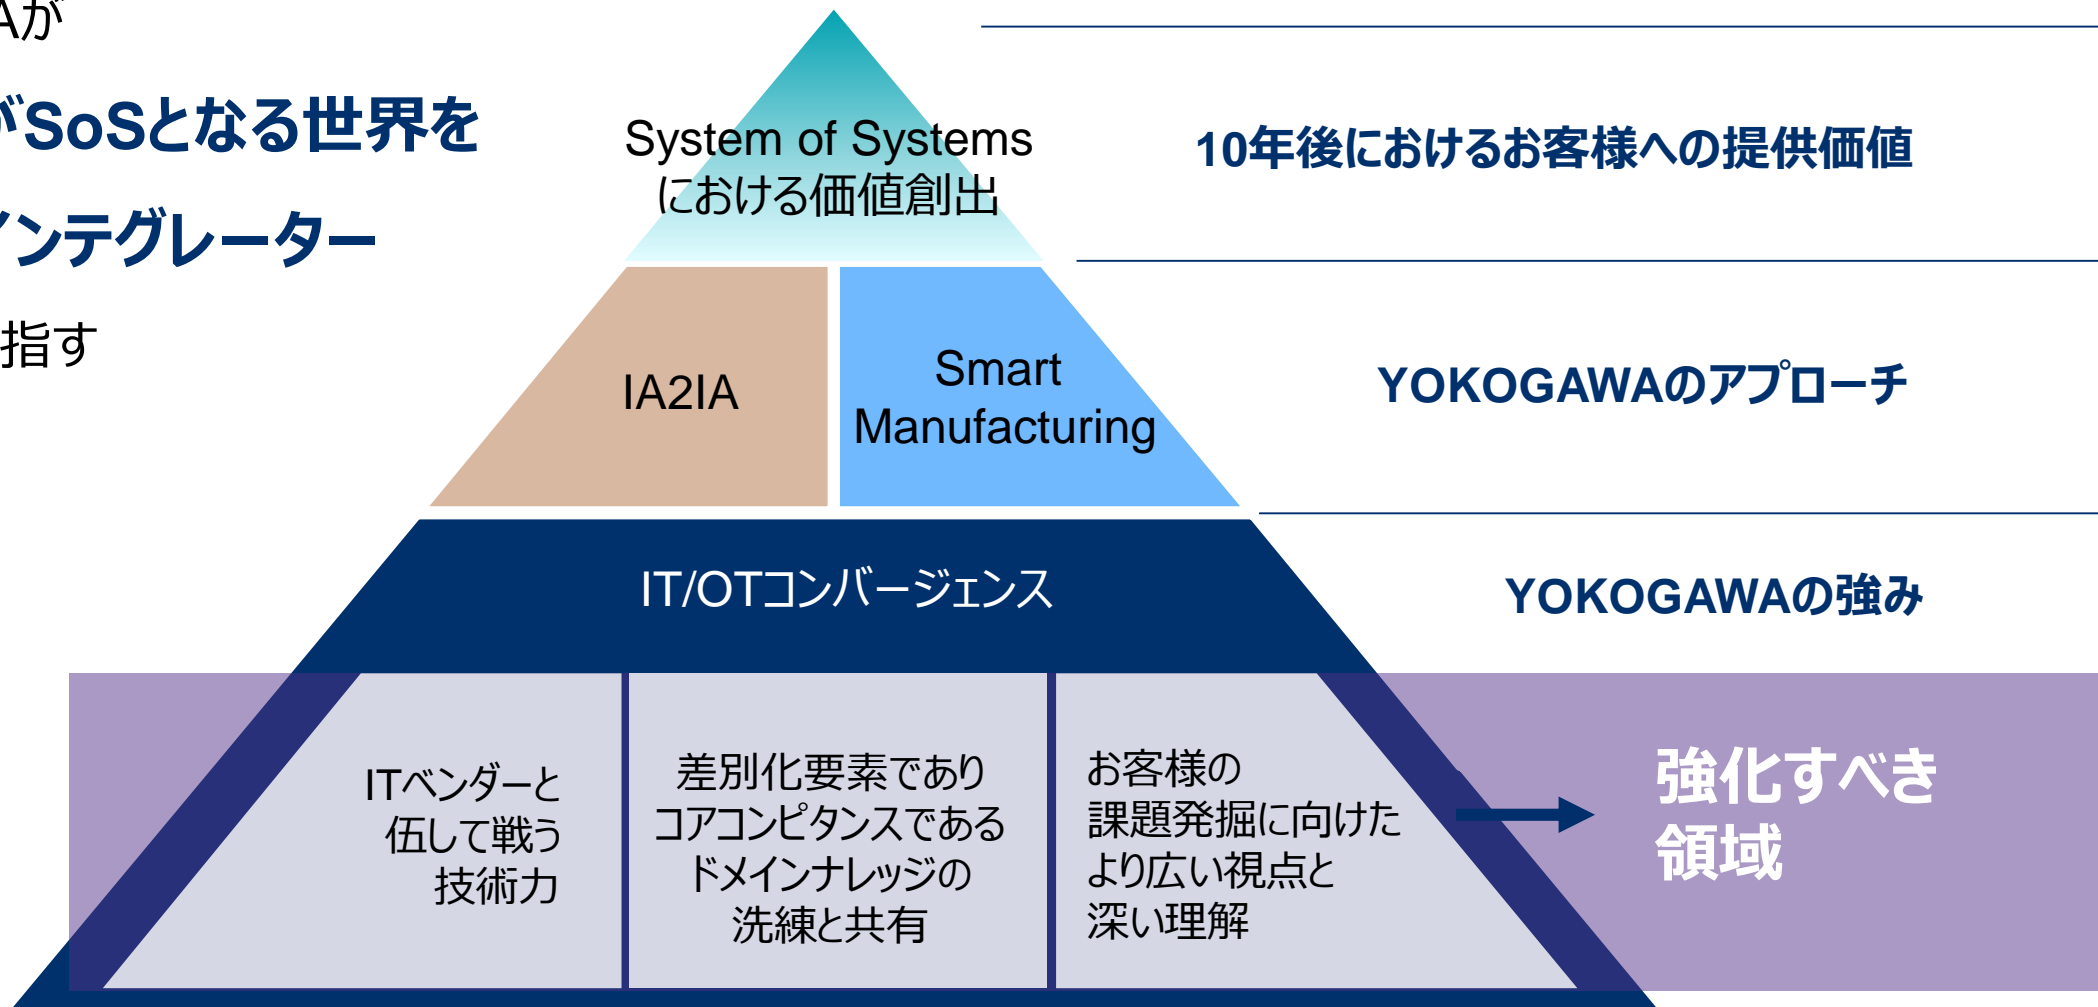 Aが
がSoSとなる世界を
インテグレーター
指す
System of Systems
における価値創出
10年後におけるお客様への提供価値
IA2IA
Smart
Manufacturing
YOKOGAWAのアプローチ
IT/OTコンバージェンス
YOKOGAWAの強み
ITベンダーと
伍して戦う
技術力
差別化要素であり
コアコンピタンスである
ドメインナレッジの
洗練と共有
お客様の
課題発掘に向けた
より広い視点と
深い理解
強化すべき
領域